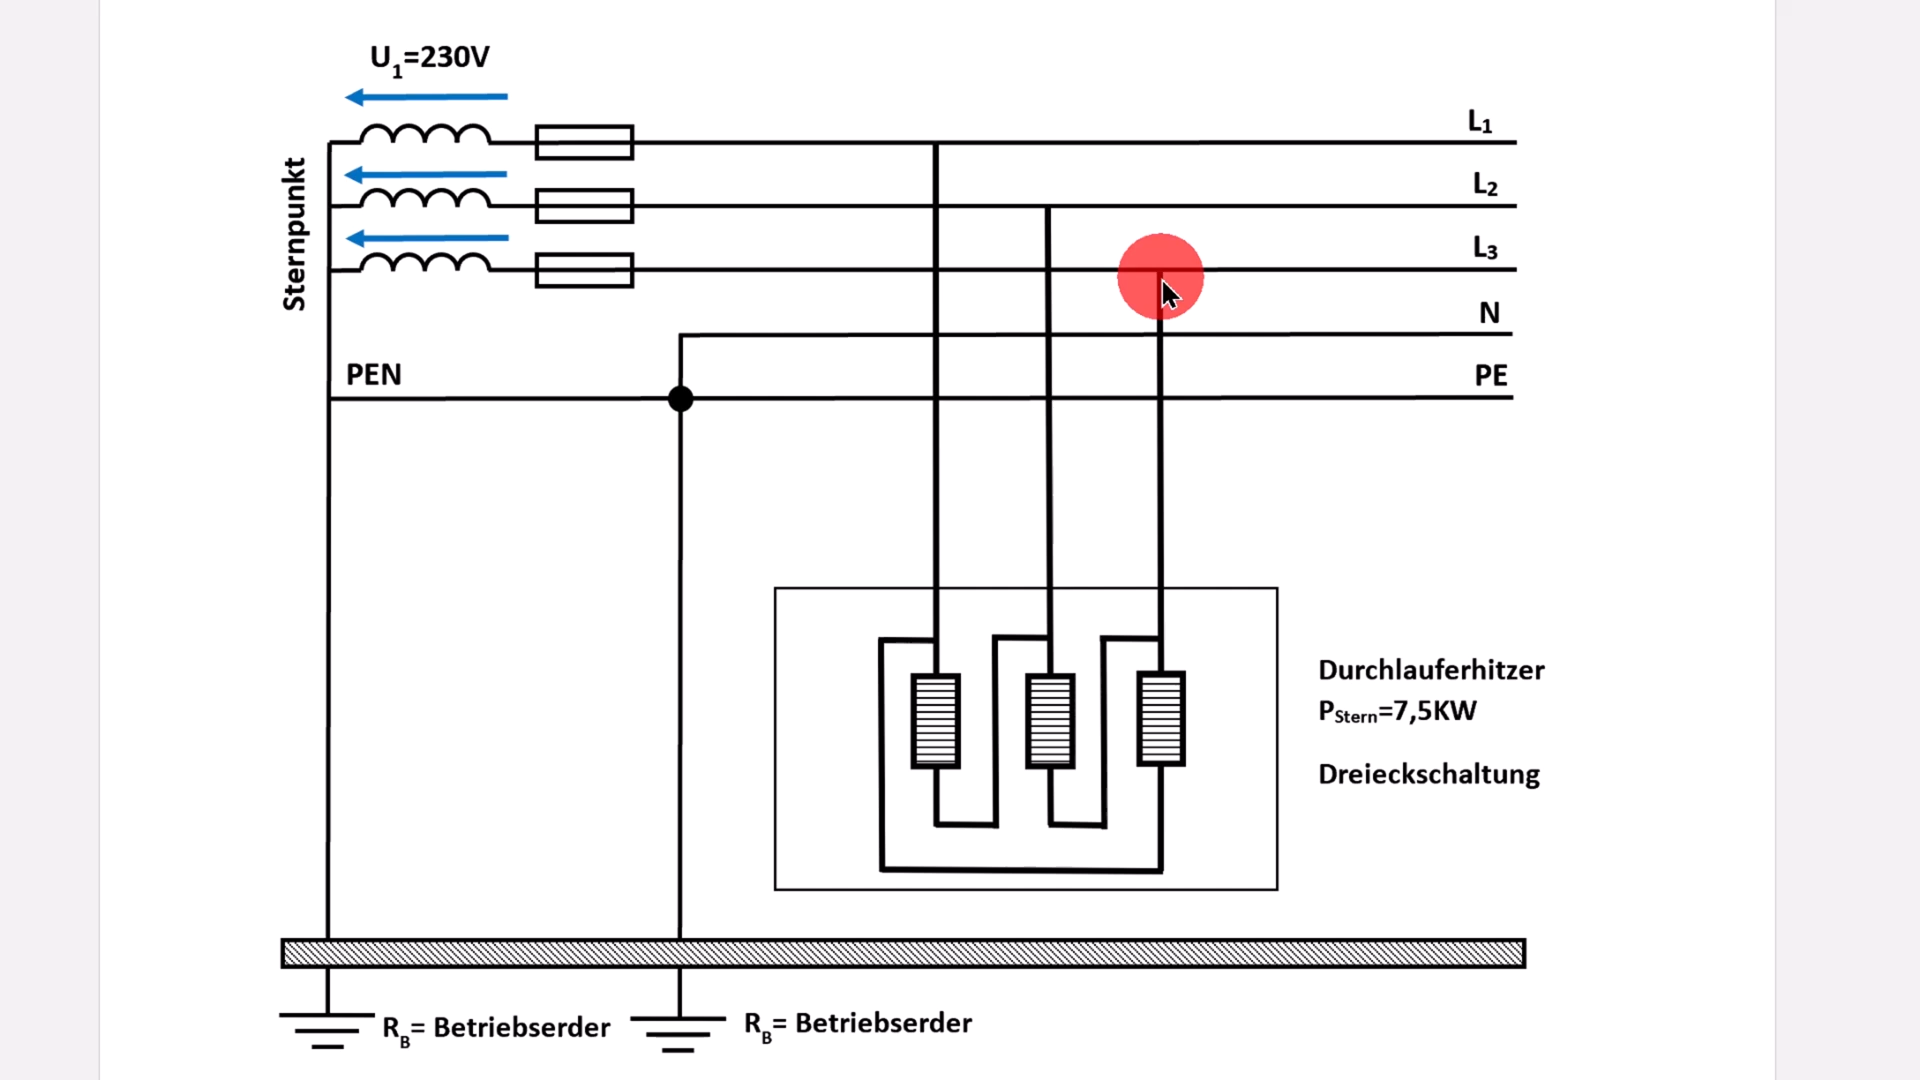 U1=230V
L1
Sternpunkt
L2
L3
N
PEN
PE
Durchlauferhitzer
PStern=7,5KW
Dreieckschaltung
RB= Betriebserder
RB= Betriebserder